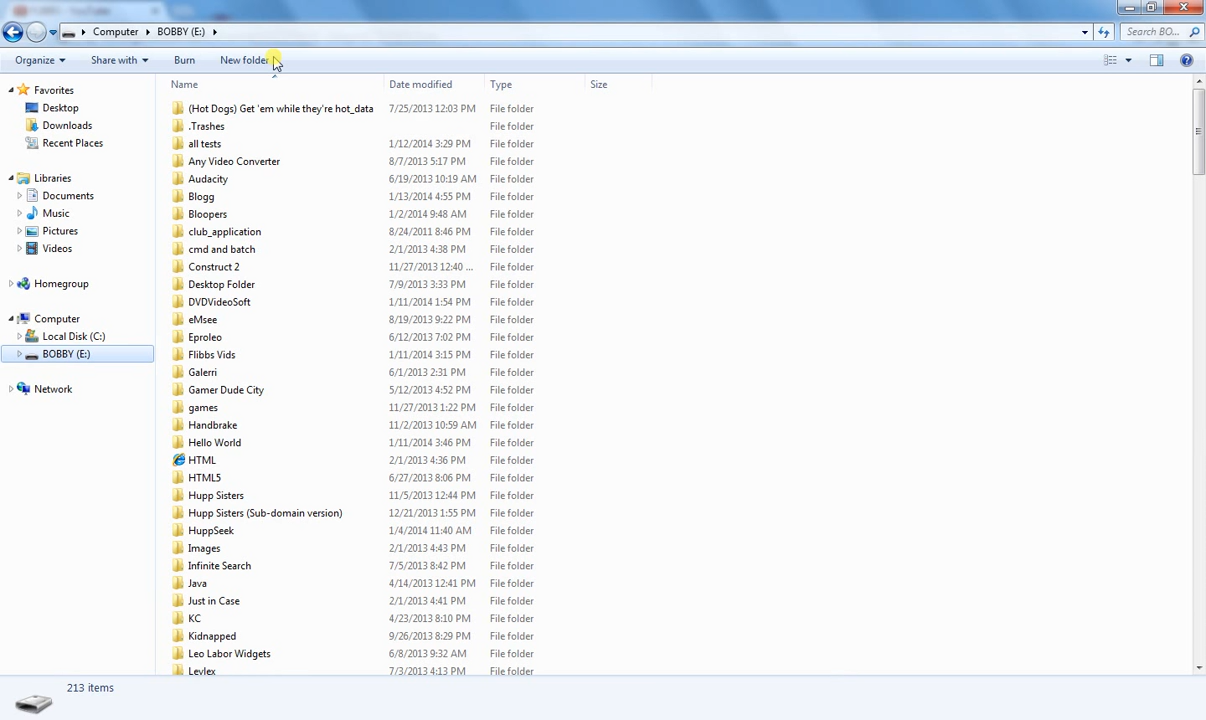 Computer BOBBY (E:) Search BO...
Organize Share with Burn New folder
Name Date modified Type Size
Favorites
Desktop
Downloads
Recent Places
Libraries
Documents
Music
Pictures
Videos
Homegroup
Computer
Local Disk (C:)
BOBBY (E:)
Network
(Hot Dogs) Get 'em while they're hot_data 7/25/2013 12:03 PM File folder
.Trashes File folder
all tests 1/12/2014 3:29 PM File folder
Any Video Converter 8/7/2013 5:17 PM File folder
Audacity 6/19/2013 10:19 AM File folder
Blogg 1/13/2014 4:55 PM File folder
Bloopers 1/2/2014 9:48 AM File folder
club_application 8/24/2011 8:46 PM File folder
cmd and batch 2/1/2013 4:38 PM File folder
Construct 2 11/27/2013 12:40 ... File folder
Desktop Folder 7/9/2013 3:33 PM File folder
DVDVideoSoft 1/11/2014 1:54 PM File folder
eMsee 8/19/2013 9:22 PM File folder
Eproleo 6/12/2013 7:02 PM File folder
Flibbs Vids 1/11/2014 3:15 PM File folder
Galerri 6/1/2013 2:31 PM File folder
Gamer Dude City 5/12/2013 4:52 PM File folder
games 11/27/2013 1:22 PM File folder
Handbrake 11/2/2013 10:59 AM File folder
Hello World 1/11/2014 3:46 PM File folder
HTML 2/1/2013 4:36 PM File folder
HTML5 6/27/2013 8:06 PM File folder
Hupp Sisters 11/5/2013 12:44 PM File folder
Hupp Sisters (Sub-domain version) 12/21/2013 1:55 PM File folder
HuppSeek 1/4/2014 11:40 AM File folder
Images 2/1/2013 4:43 PM File folder
Infinite Search 7/5/2013 8:42 PM File folder
Java 4/14/2013 12:41 PM File folder
Just in Case 2/1/2013 4:41 PM File folder
KC 4/23/2013 8:10 PM File folder
Kidnapped 9/26/2013 8:29 PM File folder
Leo Labor Widgets 6/8/2013 9:32 AM File folder
Levlex 7/3/2013 4:13 PM File folder
213 items